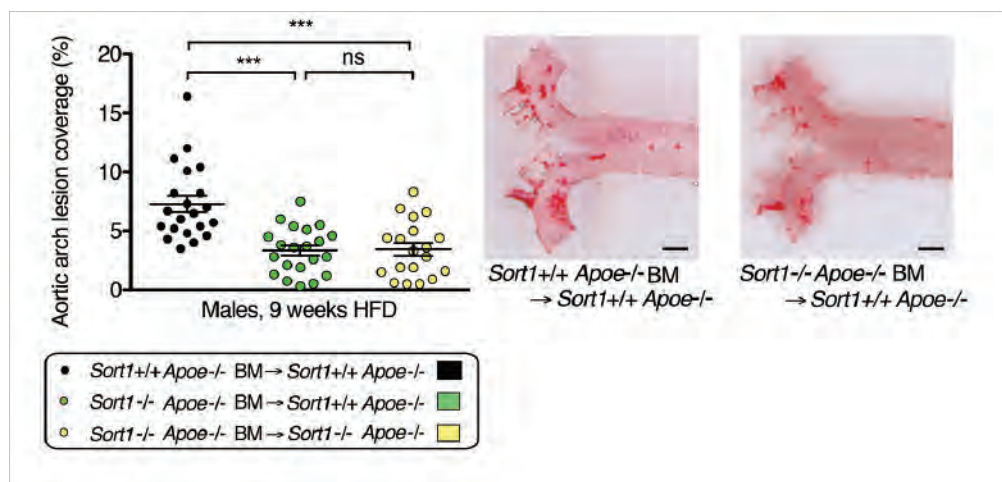 ***
20
***
ns
15
10
5
0
Aortic arch lesion coverage (%)
Males, 9 weeks HFD
Sort1+/+ Apoe-/- BM
→ Sort1+/+ Apoe-/-
Sort1-/- Apoe-/- BM
→ Sort1+/+ Apoe-/-
Sort1+/+ Apoe-/- BM → Sort1+/+ Apoe-/-
Sort1-/- Apoe-/- BM → Sort1+/+ Apoe-/-
Sort1-/- Apoe-/- BM → Sort1-/- Apoe-/-